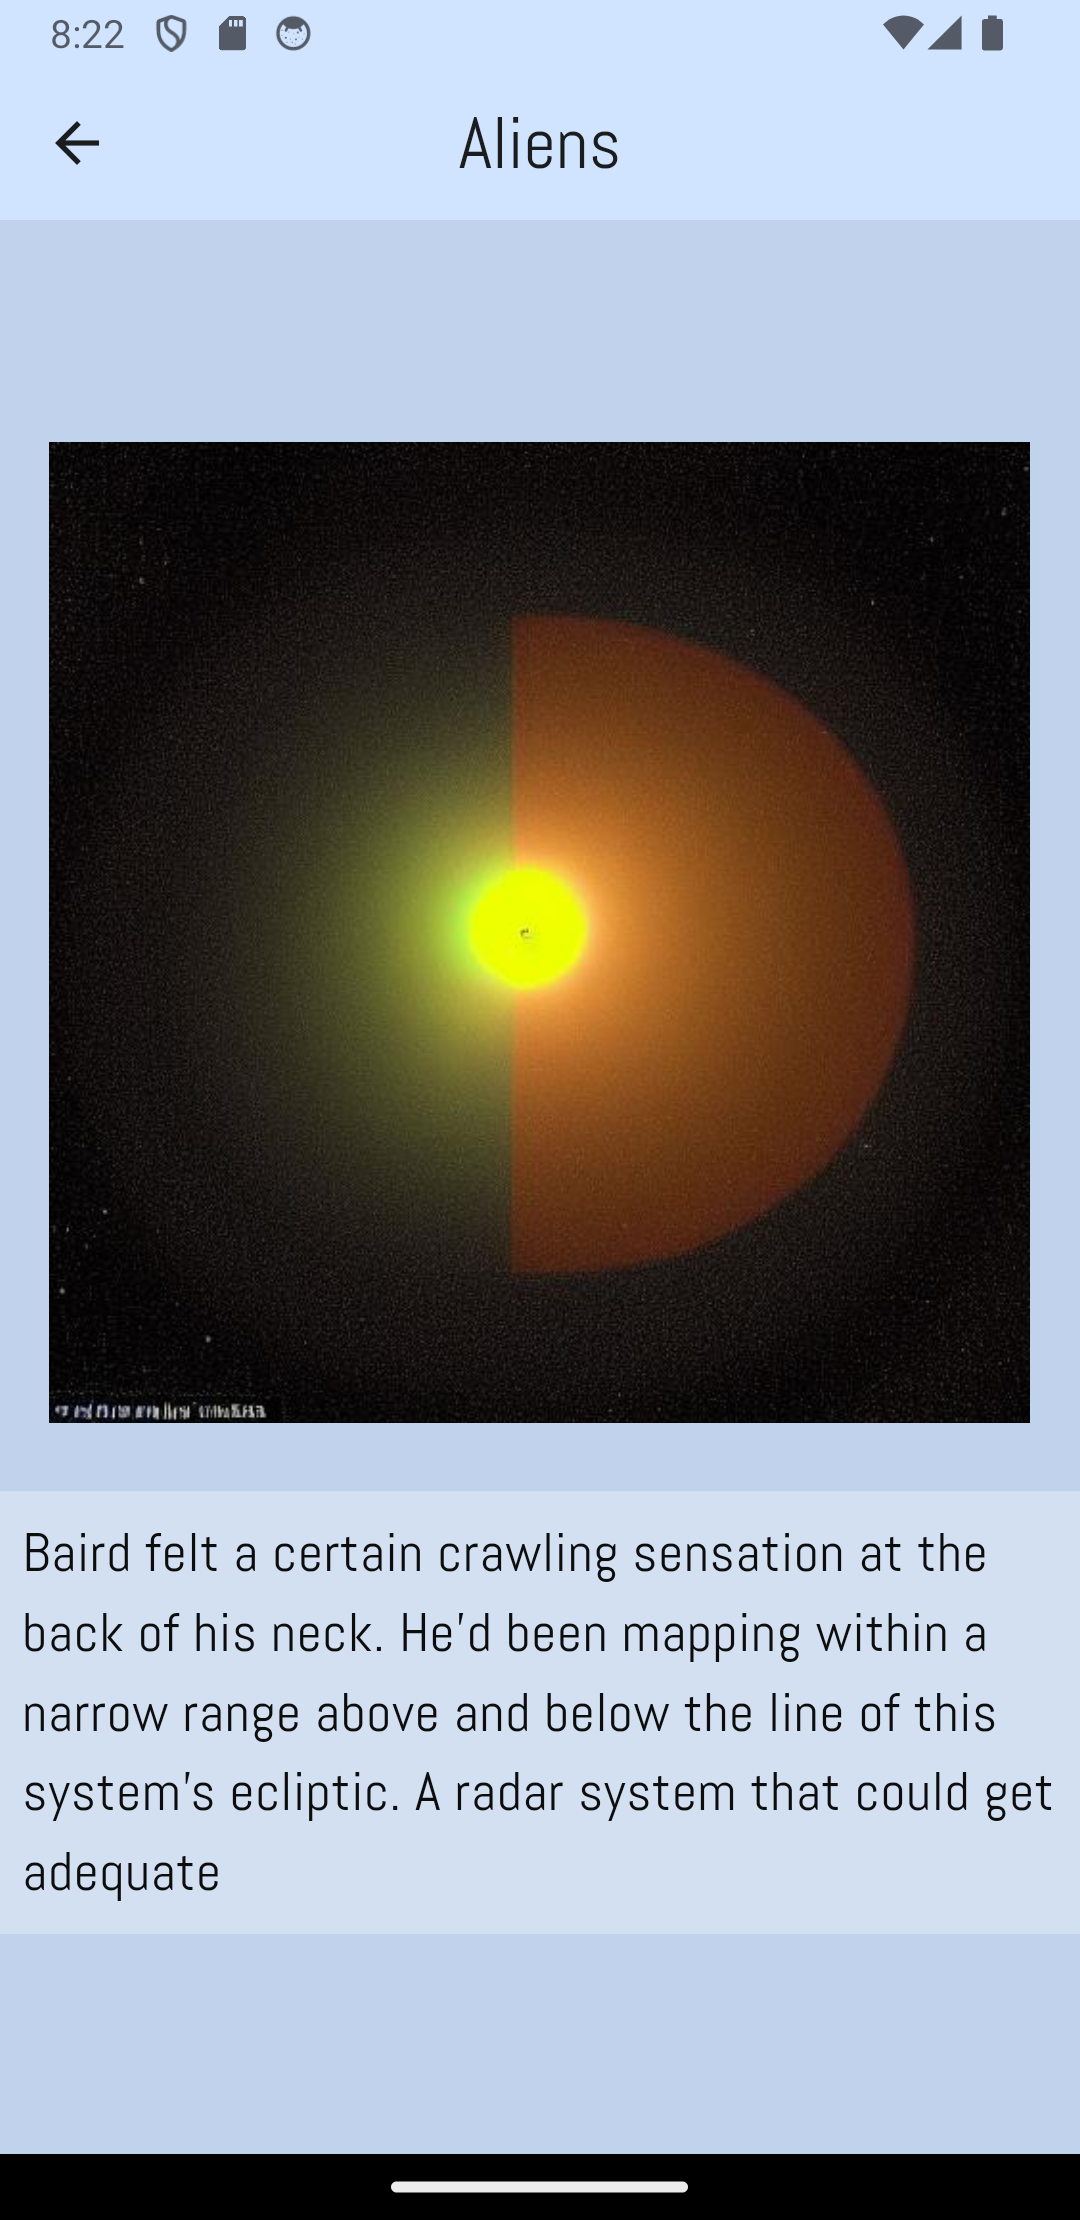 8:22
Aliens
Baird felt a certain crawling sensation at the
back of his neck. He'd been mapping within a
narrow range above and below the line of this
system's ecliptic. A radar system that could get
adequate